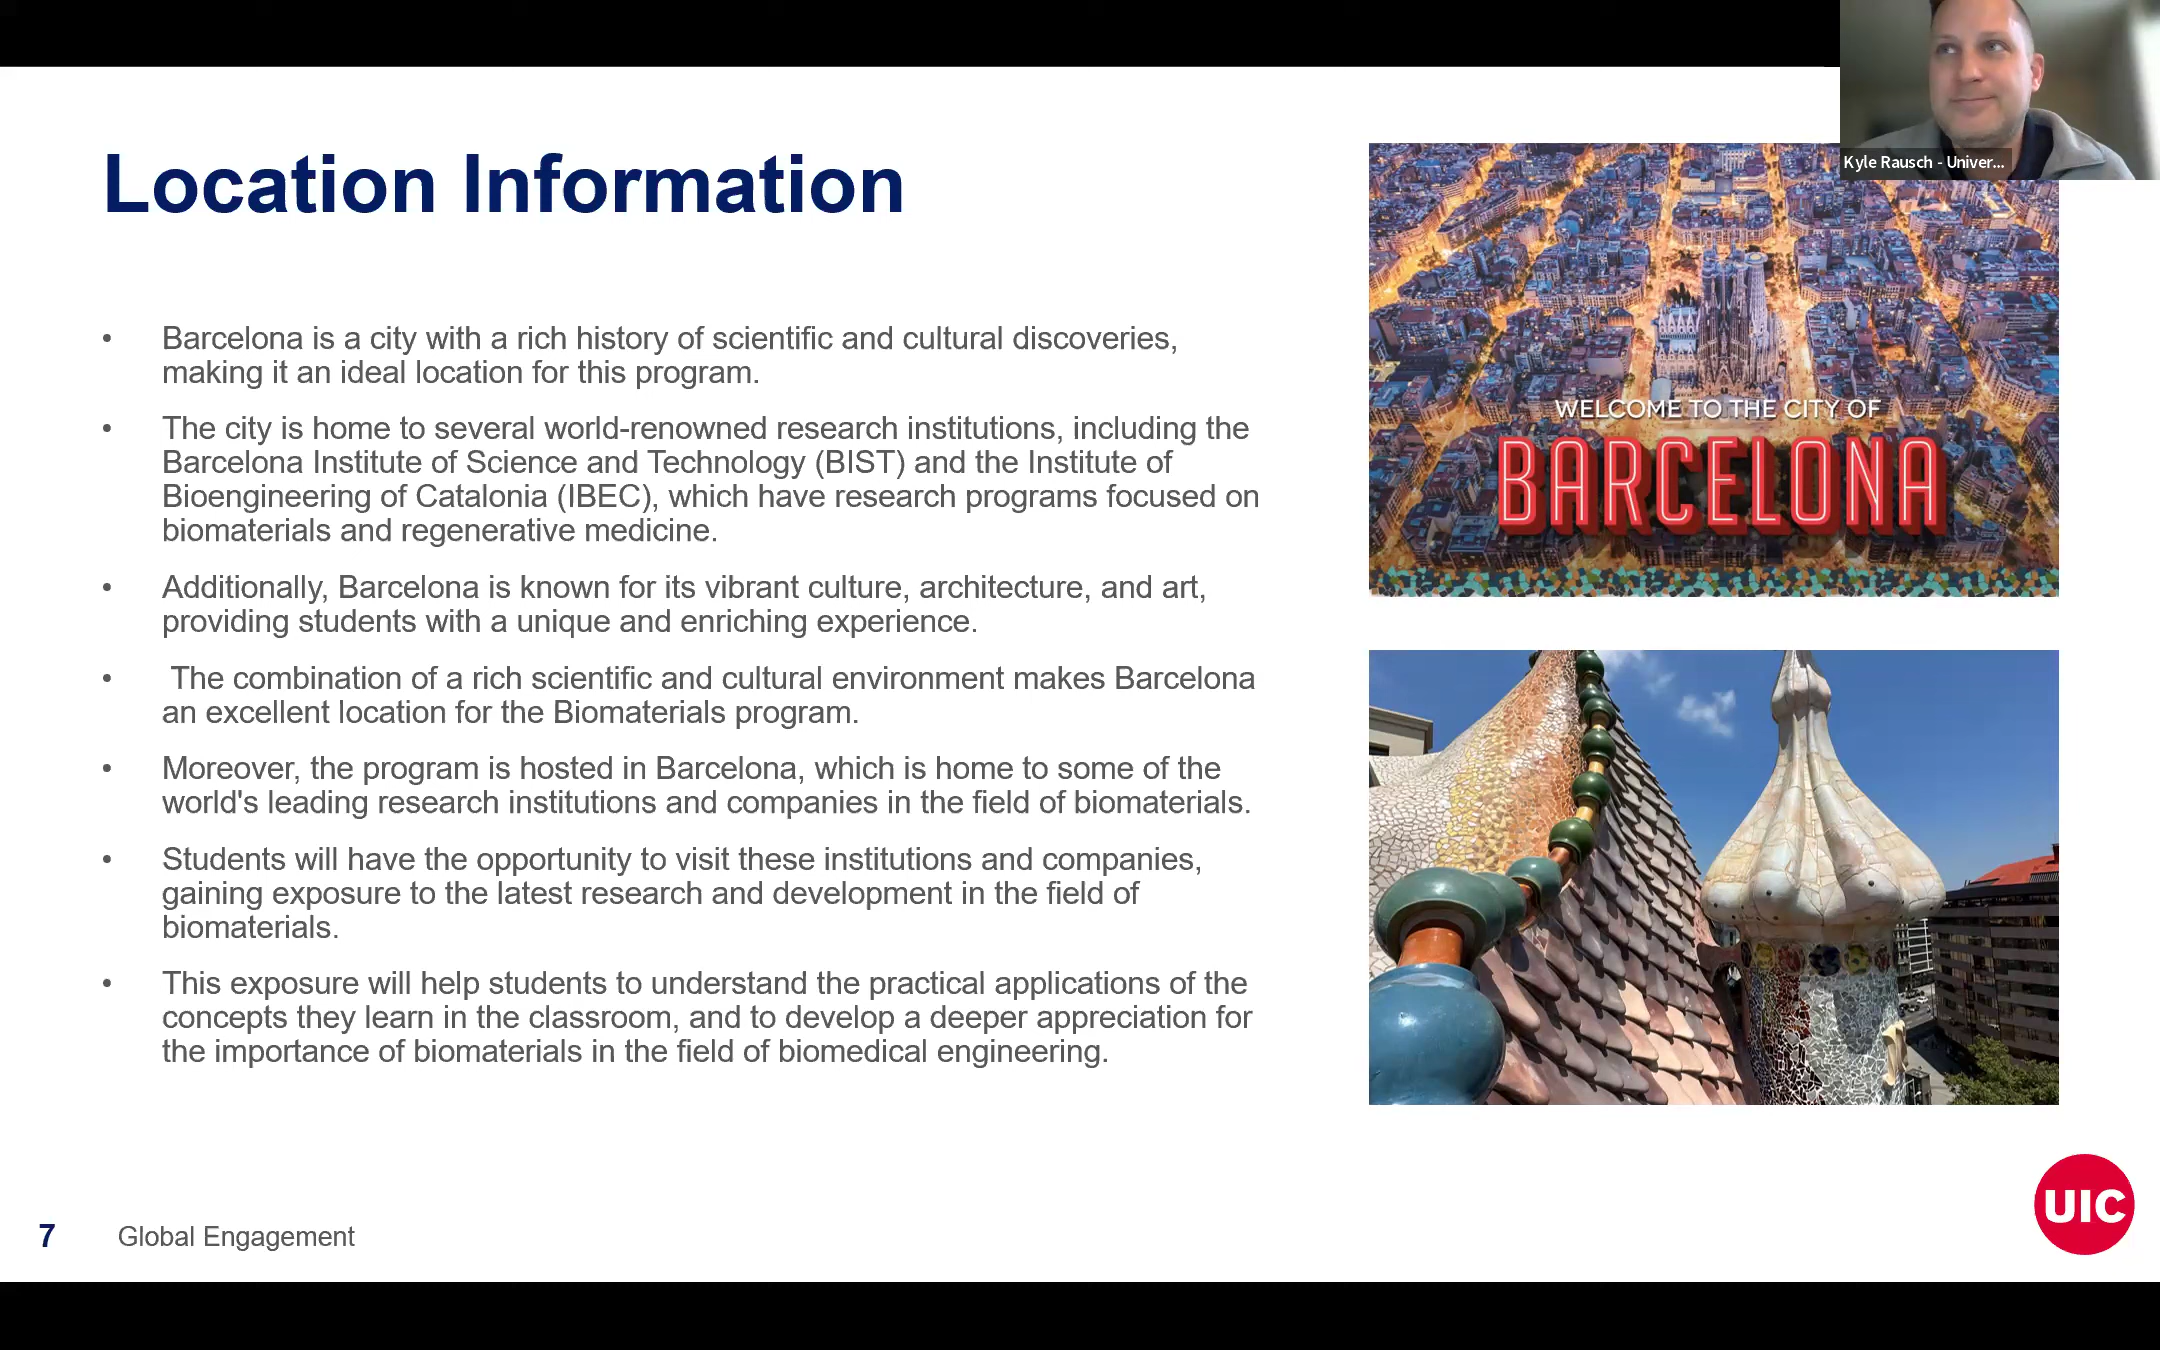 Kyle Rausch - Univer...
Location Information
• Barcelona is a city with a rich history of scientific and cultural discoveries,
making it an ideal location for this program.
• The city is home to several world-renowned research institutions, including the
Barcelona Institute of Science and Technology (BIST) and the Institute of
Bioengineering of Catalonia (IBEC), which have research programs focused on
biomaterials and regenerative medicine.
• Additionally, Barcelona is known for its vibrant culture, architecture, and art,
providing students with a unique and enriching experience.
• The combination of a rich scientific and cultural environment makes Barcelona
an excellent location for the Biomaterials program.
• Moreover, the program is hosted in Barcelona, which is home to some of the
world's leading research institutions and companies in the field of biomaterials.
• Students will have the opportunity to visit these institutions and companies,
gaining exposure to the latest research and development in the field of
biomaterials.
• This exposure will help students to understand the practical applications of the
concepts they learn in the classroom, and to develop a deeper appreciation for
the importance of biomaterials in the field of biomedical engineering.
WELCOME TO THE CITY OF
BARCELONA
7 Global Engagement
UIC